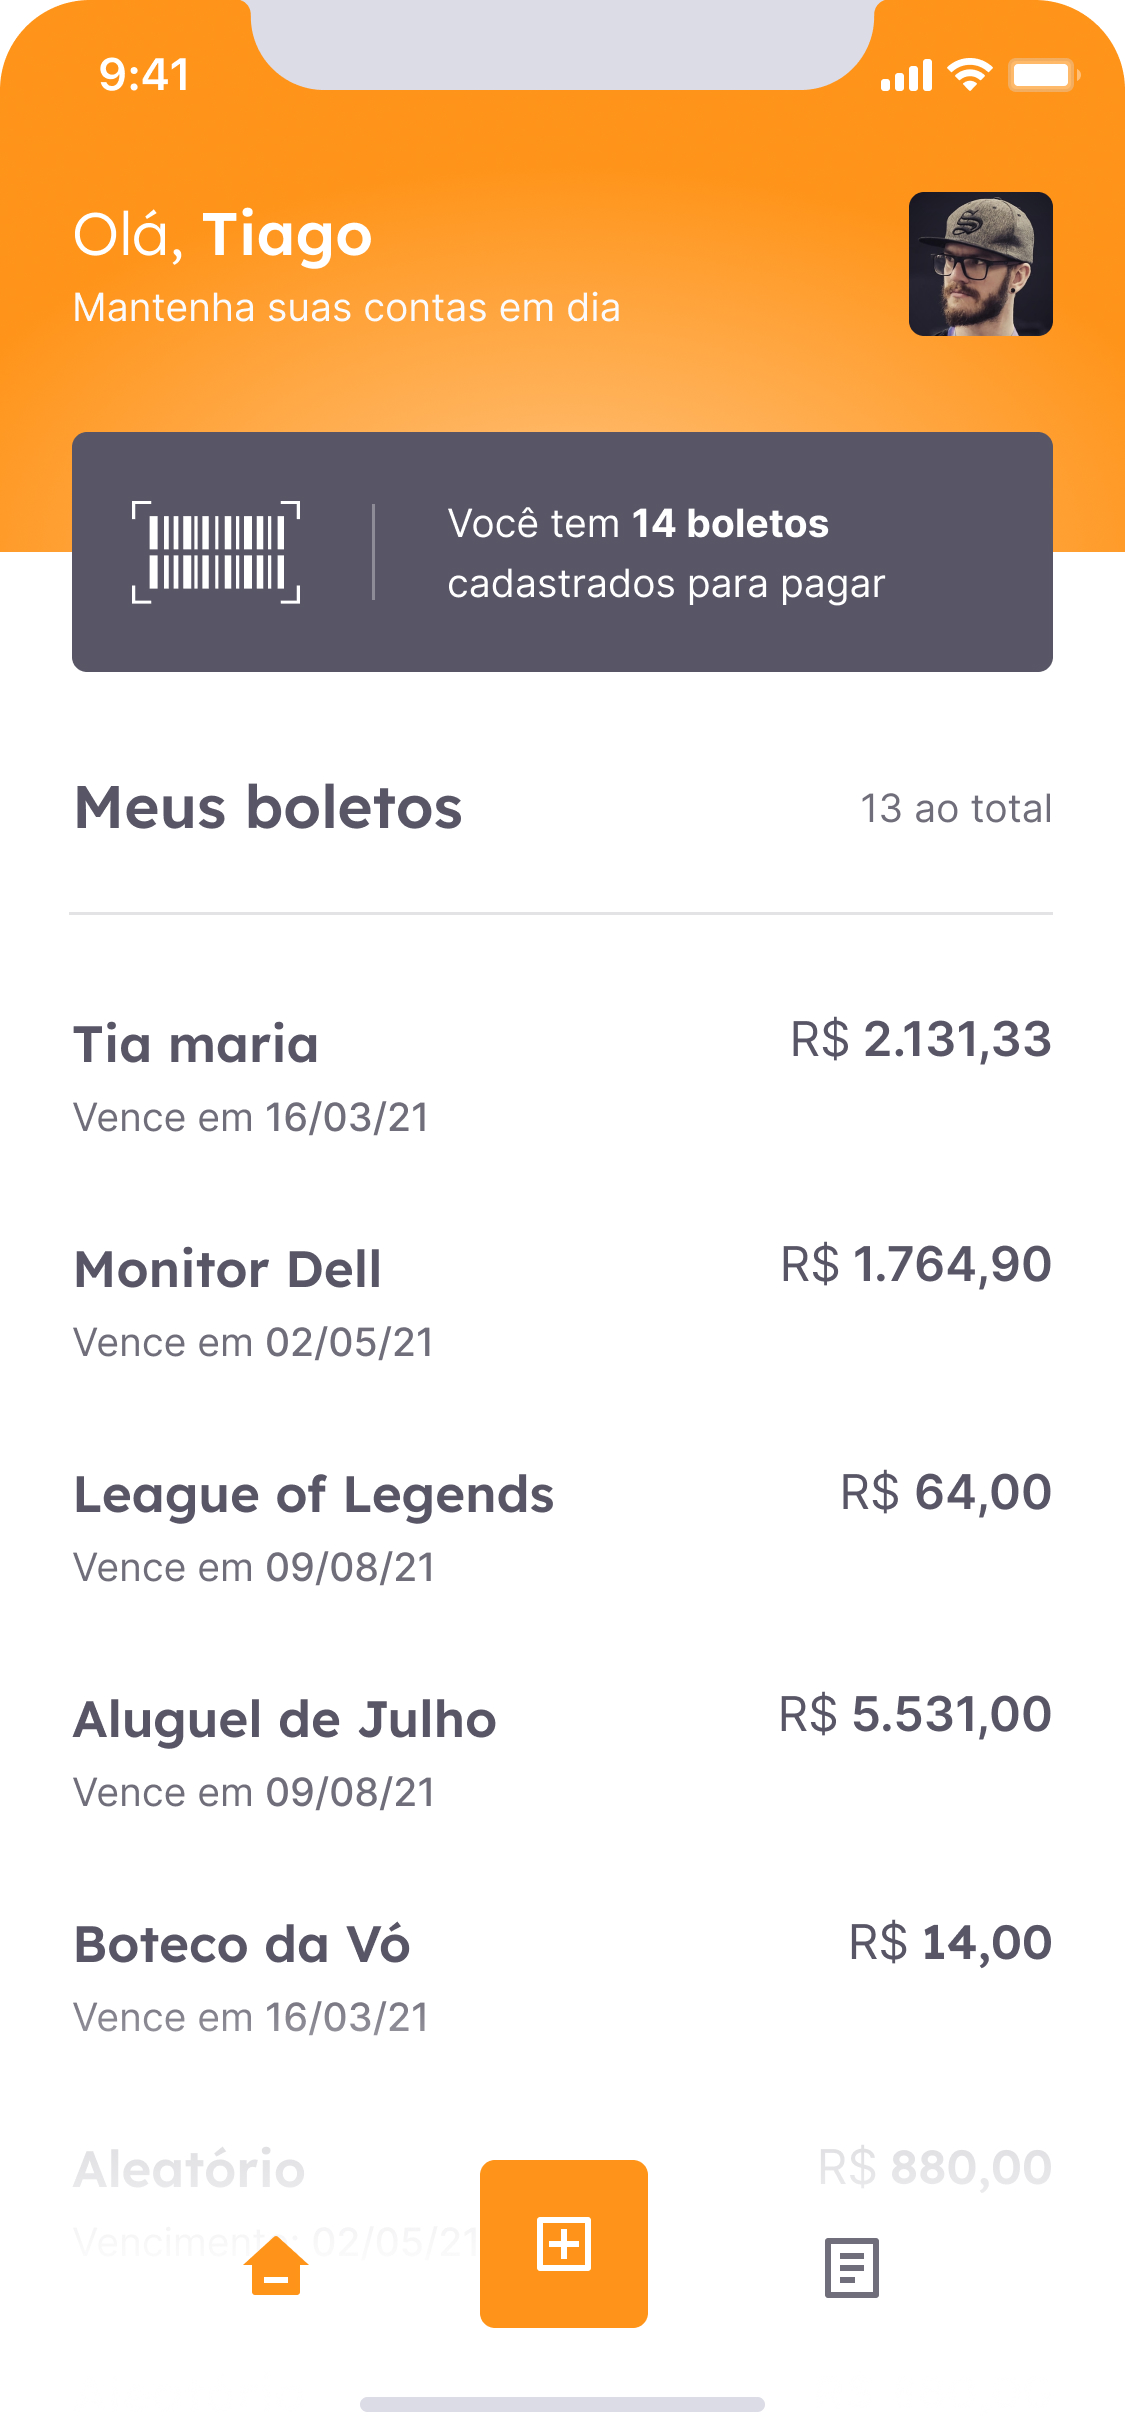 9:41
Olá, Tiago
Mantenha suas contas em dia
Você tem 14 boletos
cadastrados para pagar
Meus boletos
13 ao total
Tia maria
R$ 2.131,33
Vence em 16/03/21
Monitor Dell
R$ 1.764,90
Vence em 02/05/21
League of Legends
R$ 64,00
Vence em 09/08/21
Aluguel de Julho
R$ 5.531,00
Vence em 09/08/21
Boteco da Vó
R$ 14,00
Vence em 16/03/21
Aleatório
R$ 880,00
02/05/21